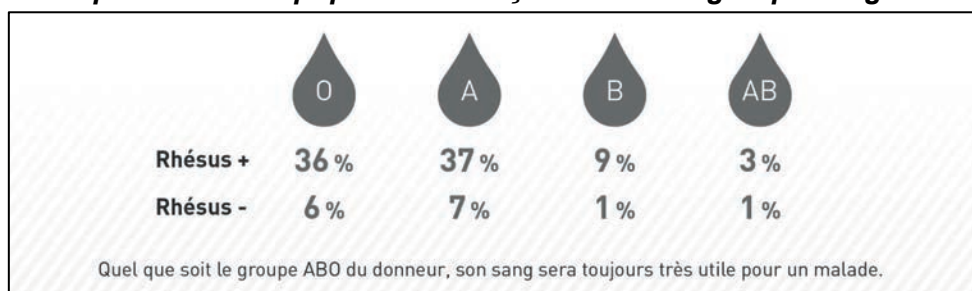 O A B AB
Rhésus + 36 % 37 % 9 % 3 %
Rhésus - 6 % 7 % 1 % 1 %
Quel que soit le groupe ABO du donneur, son sang sera toujours très utile pour un malade.